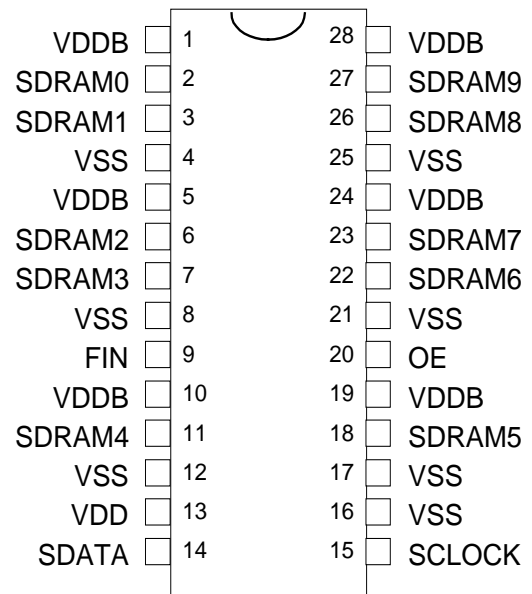 VDDB 1 28 VDDB
SDRAM0 2 27 SDRAM9
SDRAM1 3 26 SDRAM8
VSS 4 25 VSS
VDDB 5 24 VDDB
SDRAM2 6 23 SDRAM7
SDRAM3 7 22 SDRAM6
VSS 8 21 VSS
FIN 9 20 OE
VDDB 10 19 VDDB
SDRAM4 11 18 SDRAM5
VSS 12 17 VSS
VDD 13 16 VSS
SDATA 14 15 SCLOCK